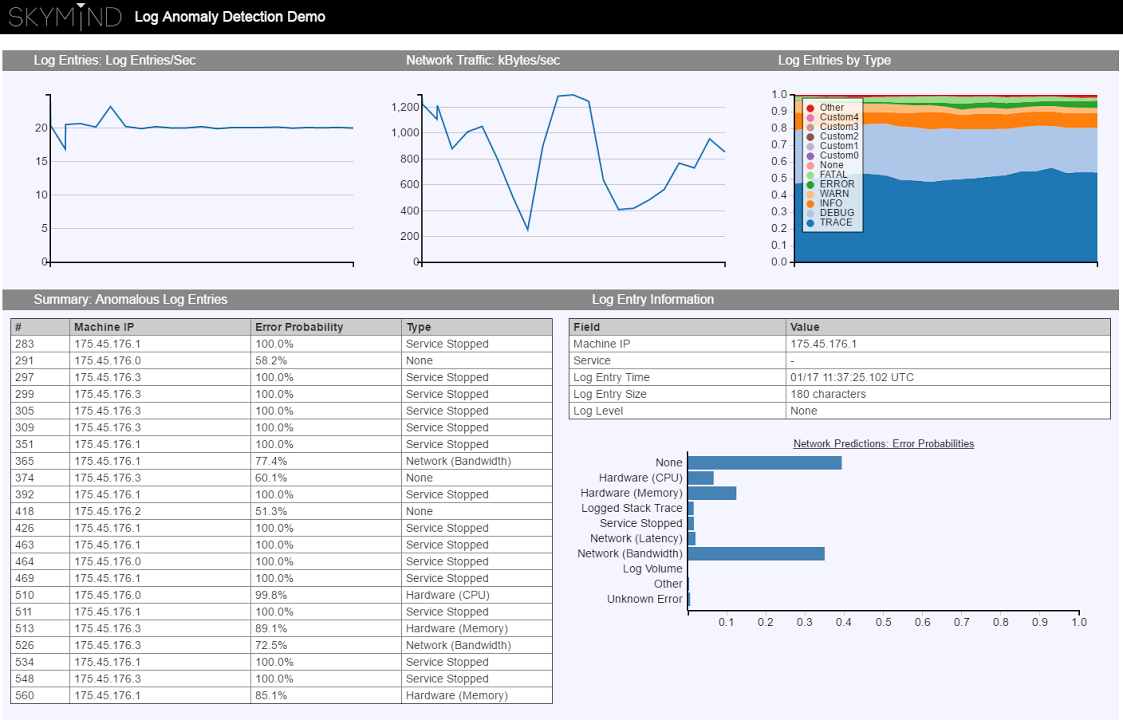 SKYMIND Log Anomaly Detection Demo
Log Entries: Log Entries/Sec
20
15
10
5
0
Network Traffic: kBytes/sec
1,200
1,000
800
600
400
200
0
Log Entries by Type
1.0
0.9
0.8
0.7
0.6
0.5
0.4
0.3
0.2
0.1
0.0
Other
Custom4
Custom3
Custom2
Custom1
Custom0
None
FATAL
ERROR
WARN
INFO
DEBUG
TRACE
Summary: Anomalous Log Entries
# Machine IP Error Probability Type
283 175.45.176.1 100.0% Service Stopped
291 175.45.176.0 58.2% None
297 175.45.176.3 100.0% Service Stopped
299 175.45.176.3 100.0% Service Stopped
305 175.45.176.3 100.0% Service Stopped
309 175.45.176.3 100.0% Service Stopped
351 175.45.176.1 100.0% Service Stopped
365 175.45.176.1 77.4% Network (Bandwidth)
374 175.45.176.3 60.1% None
392 175.45.176.1 100.0% Service Stopped
418 175.45.176.2 51.3% None
426 175.45.176.1 100.0% Service Stopped
463 175.45.176.1 100.0% Service Stopped
464 175.45.176.0 100.0% Service Stopped
469 175.45.176.1 100.0% Service Stopped
510 175.45.176.0 99.8% Hardware (CPU)
511 175.45.176.1 100.0% Service Stopped
513 175.45.176.3 89.1% Hardware (Memory)
526 175.45.176.3 72.5% Network (Bandwidth)
534 175.45.176.1 100.0% Service Stopped
548 175.45.176.3 100.0% Service Stopped
560 175.45.176.1 85.1% Hardware (Memory)
Log Entry Information
Field Value
Machine IP 175.45.176.1
Service -
Log Entry Time 01/17 11:37:25.102 UTC
Log Entry Size 180 characters
Log Level None
Network Predictions: Error Probabilities
None
Hardware (CPU)
Hardware (Memory)
Logged Stack Trace
Service Stopped
Network (Latency)
Network (Bandwidth)
Log Volume
Other
Unknown Error
0.1 0.2 0.3 0.4 0.5 0.6 0.7 0.8 0.9 1.0